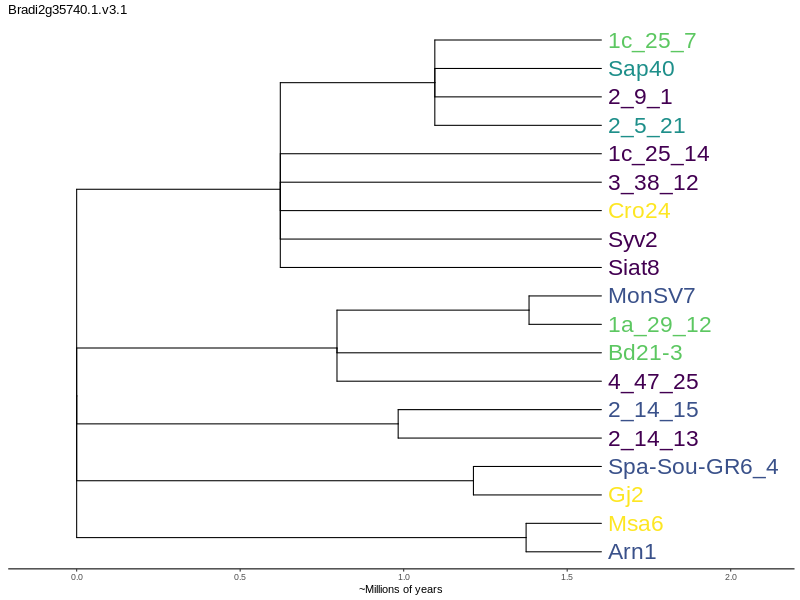 Bradi2g35740.1.v3.1
1c_25_7
Sap40
2_9_1
2_5_21
1c_25_14
3_38_12
Cro24
Syv2
Siat8
MonSV7
1a_29_12
Bd21-3
4_47_25
2_14_15
2_14_13
Spa-Sou-GR6_4
Gj2
Msa6
Arn1
0.0 0.5 1.0 1.5 2.0
~Millions of years